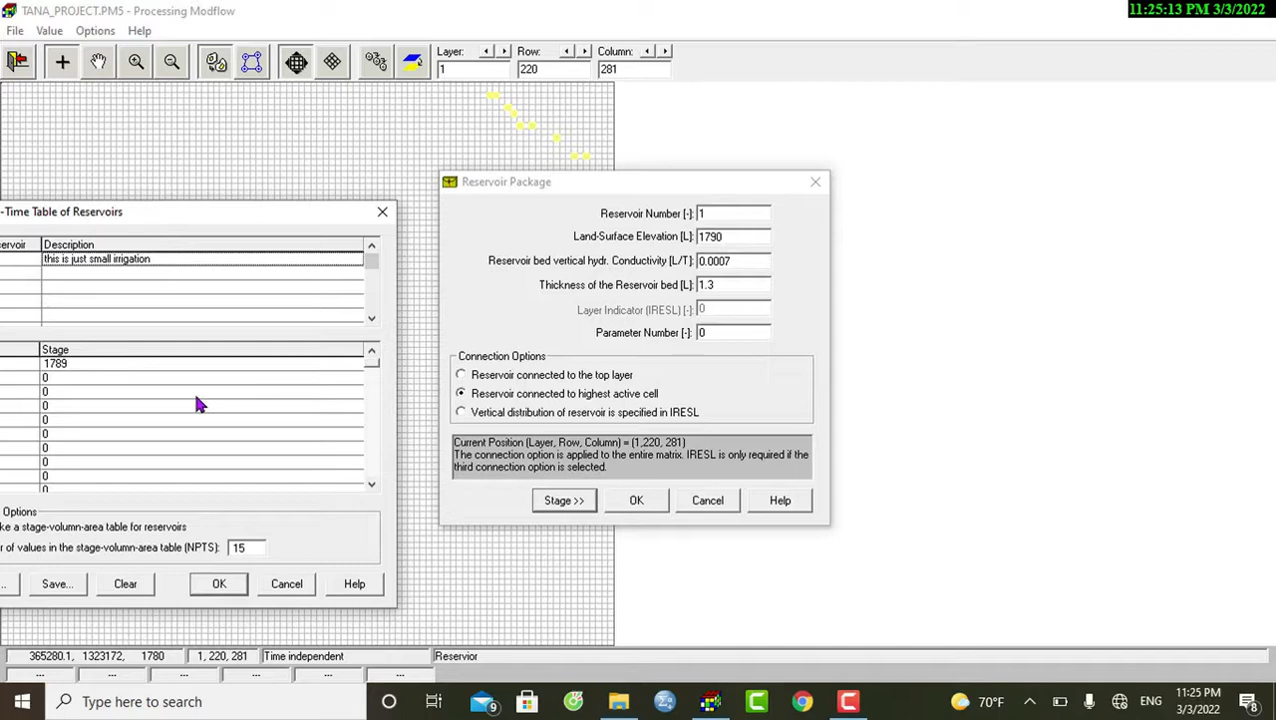 TANA_PROJECT.PM5 - Processing Modflow
11:25:13 PM 3/3/2022
File Value Options Help
Layer: Row: Column:
1 220 281
Reservoir Package
Reservoir Number [-]: 1
Land-Surface Elevation [L]: 1790
Reservoir bed vertical hydr. Conductivity [L/T]: 0.0007
Thickness of the Reservoir bed [L]: 1.3
Layer Indicator (IRESL) [-]: 0
Parameter Number [-]: 0
Connection Options
Reservoir connected to the top layer
Reservoir connected to highest active cell
Vertical distribution of reservoir is specified in IRESL
Current Position (Layer, Row, Column) = (1,220, 281)
The connection option is applied to the entire matrix. IRESL is only required if the
third connection option is selected.
Stage >> OK Cancel Help
-Time Table of Reservoirs
ervoir Description
this is just small irrigation
Stage
1789
0
0
0
0
0
0
0
0
0
Options
ke a stage-volumn-area table for reservoirs
r of values in the stage-volumn-area table (NPTS): 15
... Save... Clear OK Cancel Help
365280.1, 1323172, 1780 1, 220, 281 Time independent Reservior
... ... ... ... ... ...
Type here to search
9
70°F
ENG
11:25 PM
3/3/2022
8